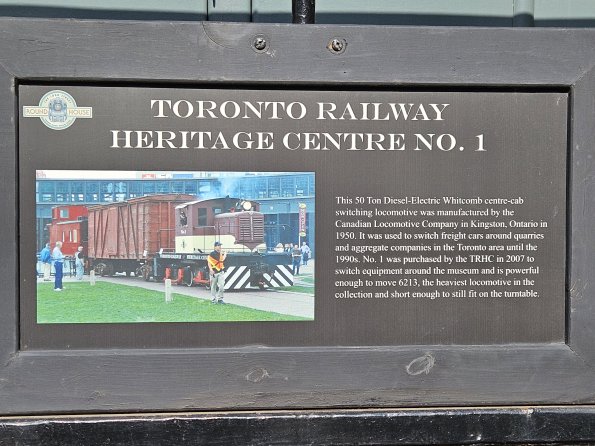 ROUND HOUSE
TORONTO RAILWAY
HERITAGE CENTRE NO. 1
This 50 Ton Diesel-Electric Whitcomb centre-cab
switching locomotive was manufactured by the
Canadian Locomotive Company in Kingston, Ontario in
1950. It was used to switch freight cars around quarries
and aggregate companies in the Toronto area until the
1990s. No. 1 was purchased by the TRHC in 2007 to
switch equipment around the museum and is powerful
enough to move 6213, the heaviest locomotive in the
collection and short enough to still fit on the turntable.